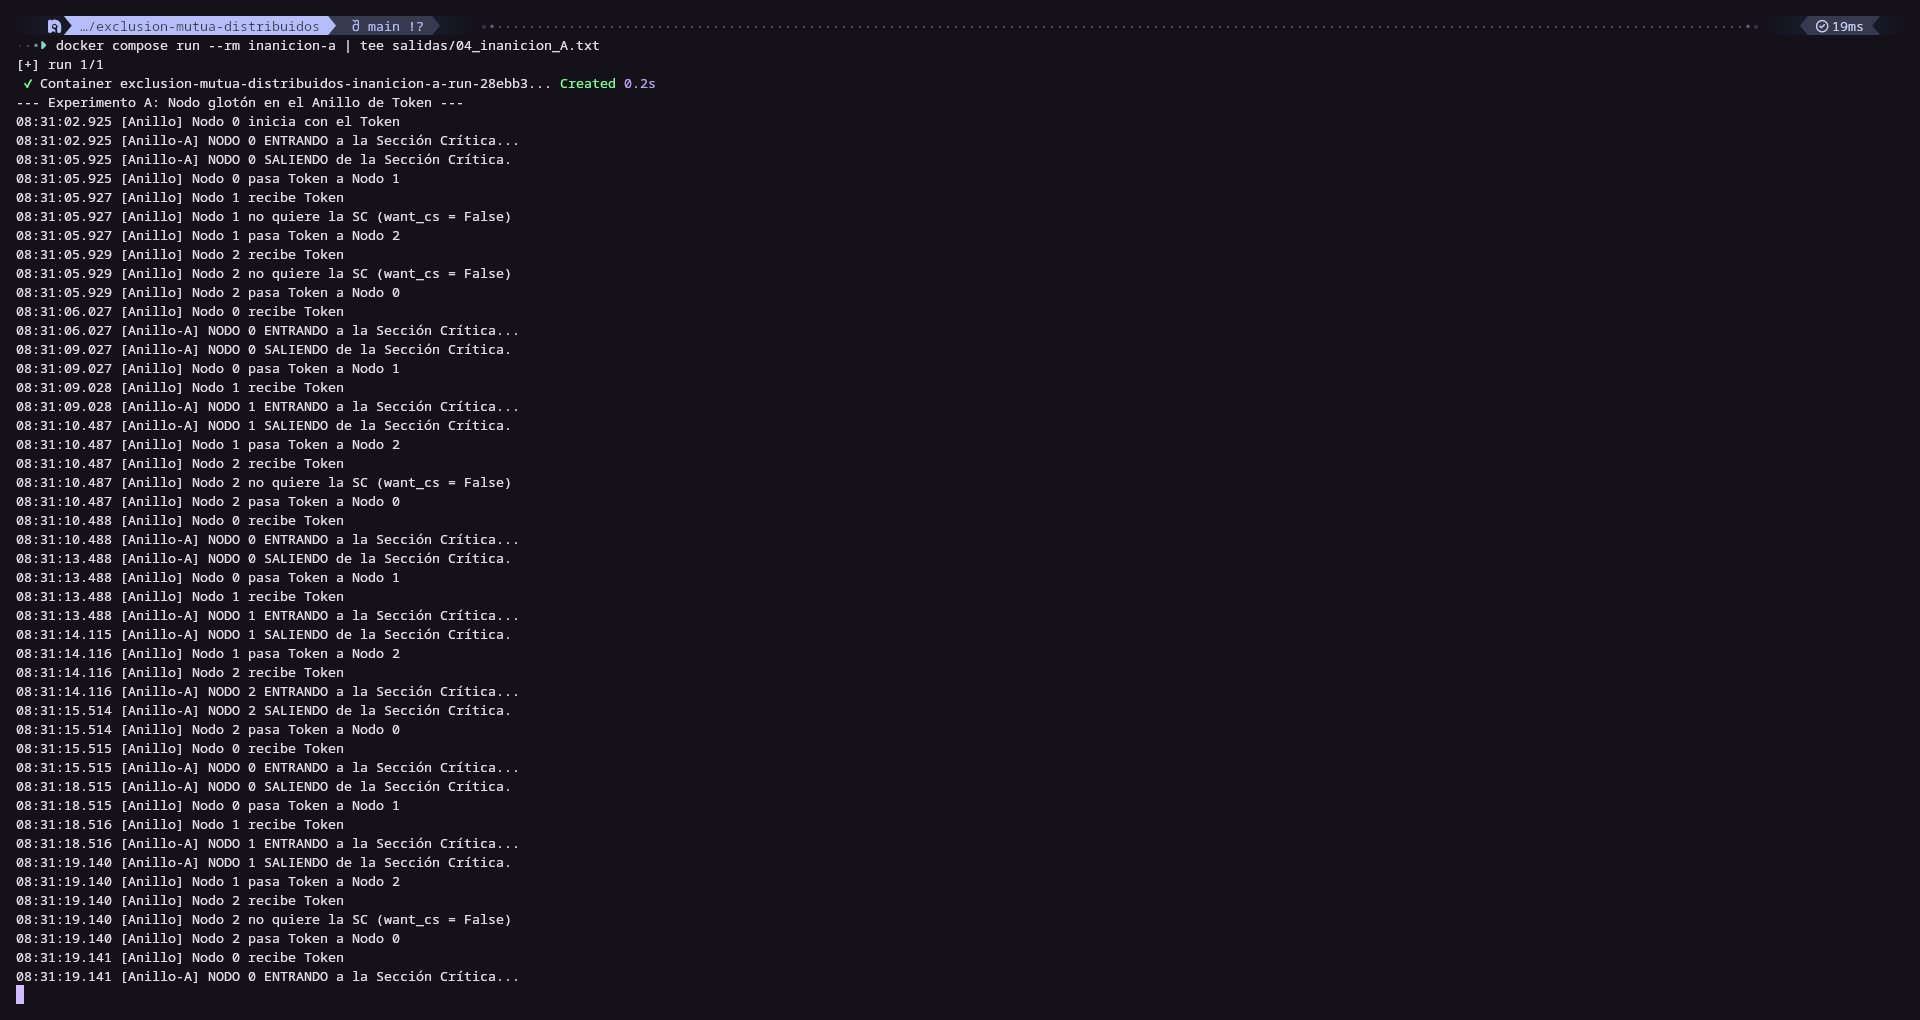 …/exclusion-mutua-distribuidos main !? 19ms
docker compose run --rm inanicion-a | tee salidas/04_inanicion_A.txt
[+] run 1/1
✓ Container exclusion-mutua-distribuidos-inanicion-a-run-28ebb3... Created 0.2s
--- Experimento A: Nodo glotón en el Anillo de Token ---
08:31:02.925 [Anillo] Nodo 0 inicia con el Token
08:31:02.925 [Anillo-A] NODO 0 ENTRANDO a la Sección Crítica...
08:31:05.925 [Anillo-A] NODO 0 SALIENDO de la Sección Crítica.
08:31:05.925 [Anillo] Nodo 0 pasa Token a Nodo 1
08:31:05.927 [Anillo] Nodo 1 recibe Token
08:31:05.927 [Anillo] Nodo 1 no quiere la SC (want_cs = False)
08:31:05.927 [Anillo] Nodo 1 pasa Token a Nodo 2
08:31:05.929 [Anillo] Nodo 2 recibe Token
08:31:05.929 [Anillo] Nodo 2 no quiere la SC (want_cs = False)
08:31:05.929 [Anillo] Nodo 2 pasa Token a Nodo 0
08:31:06.027 [Anillo] Nodo 0 recibe Token
08:31:06.027 [Anillo-A] NODO 0 ENTRANDO a la Sección Crítica...
08:31:09.027 [Anillo-A] NODO 0 SALIENDO de la Sección Crítica.
08:31:09.027 [Anillo] Nodo 0 pasa Token a Nodo 1
08:31:09.028 [Anillo] Nodo 1 recibe Token
08:31:09.028 [Anillo-A] NODO 1 ENTRANDO a la Sección Crítica...
08:31:10.487 [Anillo-A] NODO 1 SALIENDO de la Sección Crítica.
08:31:10.487 [Anillo] Nodo 1 pasa Token a Nodo 2
08:31:10.487 [Anillo] Nodo 2 recibe Token
08:31:10.487 [Anillo] Nodo 2 no quiere la SC (want_cs = False)
08:31:10.487 [Anillo] Nodo 2 pasa Token a Nodo 0
08:31:10.488 [Anillo] Nodo 0 recibe Token
08:31:10.488 [Anillo-A] NODO 0 ENTRANDO a la Sección Crítica...
08:31:13.488 [Anillo-A] NODO 0 SALIENDO de la Sección Crítica.
08:31:13.488 [Anillo] Nodo 0 pasa Token a Nodo 1
08:31:13.488 [Anillo] Nodo 1 recibe Token
08:31:13.488 [Anillo-A] NODO 1 ENTRANDO a la Sección Crítica...
08:31:14.115 [Anillo-A] NODO 1 SALIENDO de la Sección Crítica.
08:31:14.116 [Anillo] Nodo 1 pasa Token a Nodo 2
08:31:14.116 [Anillo] Nodo 2 recibe Token
08:31:14.116 [Anillo-A] NODO 2 ENTRANDO a la Sección Crítica...
08:31:15.514 [Anillo-A] NODO 2 SALIENDO de la Sección Crítica.
08:31:15.514 [Anillo] Nodo 2 pasa Token a Nodo 0
08:31:15.515 [Anillo] Nodo 0 recibe Token
08:31:15.515 [Anillo-A] NODO 0 ENTRANDO a la Sección Crítica...
08:31:18.515 [Anillo-A] NODO 0 SALIENDO de la Sección Crítica.
08:31:18.515 [Anillo] Nodo 0 pasa Token a Nodo 1
08:31:18.516 [Anillo] Nodo 1 recibe Token
08:31:18.516 [Anillo-A] NODO 1 ENTRANDO a la Sección Crítica...
08:31:19.140 [Anillo-A] NODO 1 SALIENDO de la Sección Crítica.
08:31:19.140 [Anillo] Nodo 1 pasa Token a Nodo 2
08:31:19.140 [Anillo] Nodo 2 recibe Token
08:31:19.140 [Anillo] Nodo 2 no quiere la SC (want_cs = False)
08:31:19.140 [Anillo] Nodo 2 pasa Token a Nodo 0
08:31:19.141 [Anillo] Nodo 0 recibe Token
08:31:19.141 [Anillo-A] NODO 0 ENTRANDO a la Sección Crítica...